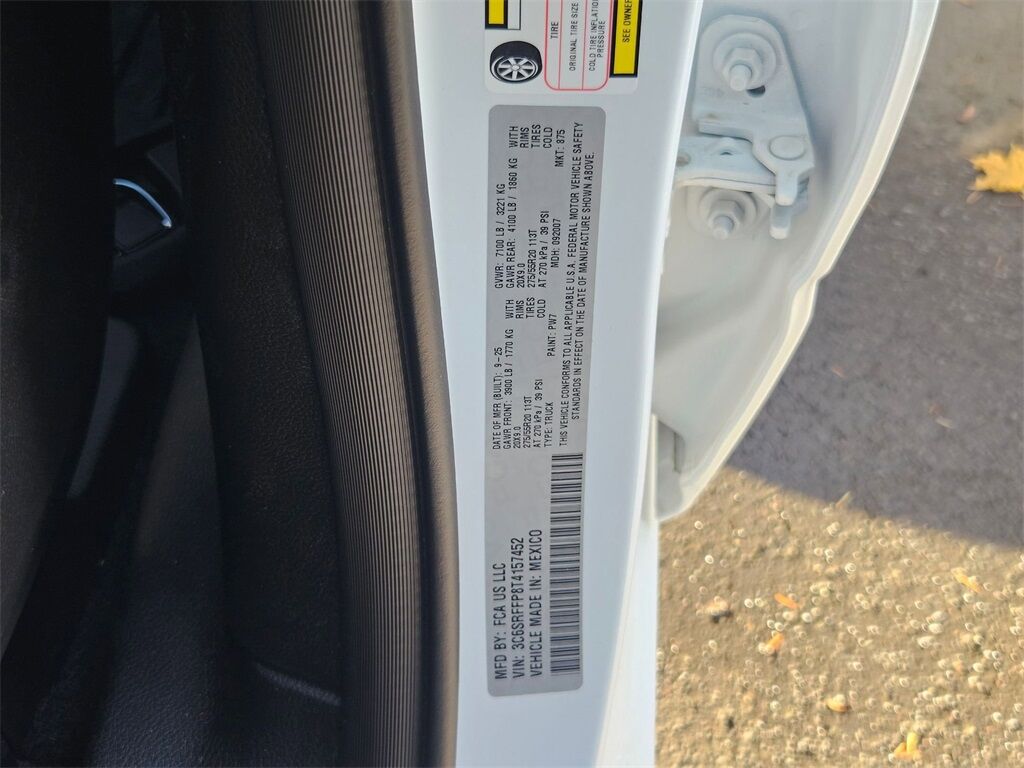 TIRE
ORIGINAL TIRE SIZE
COLD TIRE INFLATION
PRESSURE
SEE OWNER
MFD BY: FCA US LLC
VIN: 3C6SRFFP8T4157452
VEHICLE MADE IN: MEXICO
DATE OF MFR (BUILT): 9-25
GAWR FRONT: 3900 LB / 1770 KG WITH
20X9.0 RIMS
275/55R20 113T TIRES
AT 270 kPa / 39 PSI COLD
TYPE: TRUCK PAINT: PW7
GVWR: 7100 LB / 3221 KG
GAWR REAR: 4100 LB / 1860 KG WITH
20X9.0 RIMS
275/55R20 113T TIRES
AT 270 kPa / 39 PSI COLD
MDH: 092007 MKT: 875
THIS VEHICLE CONFORMS TO ALL APPLICABLE U.S.A. FEDERAL MOTOR VEHICLE SAFETY
STANDARDS IN EFFECT ON THE DATE OF MANUFACTURE SHOWN ABOVE.